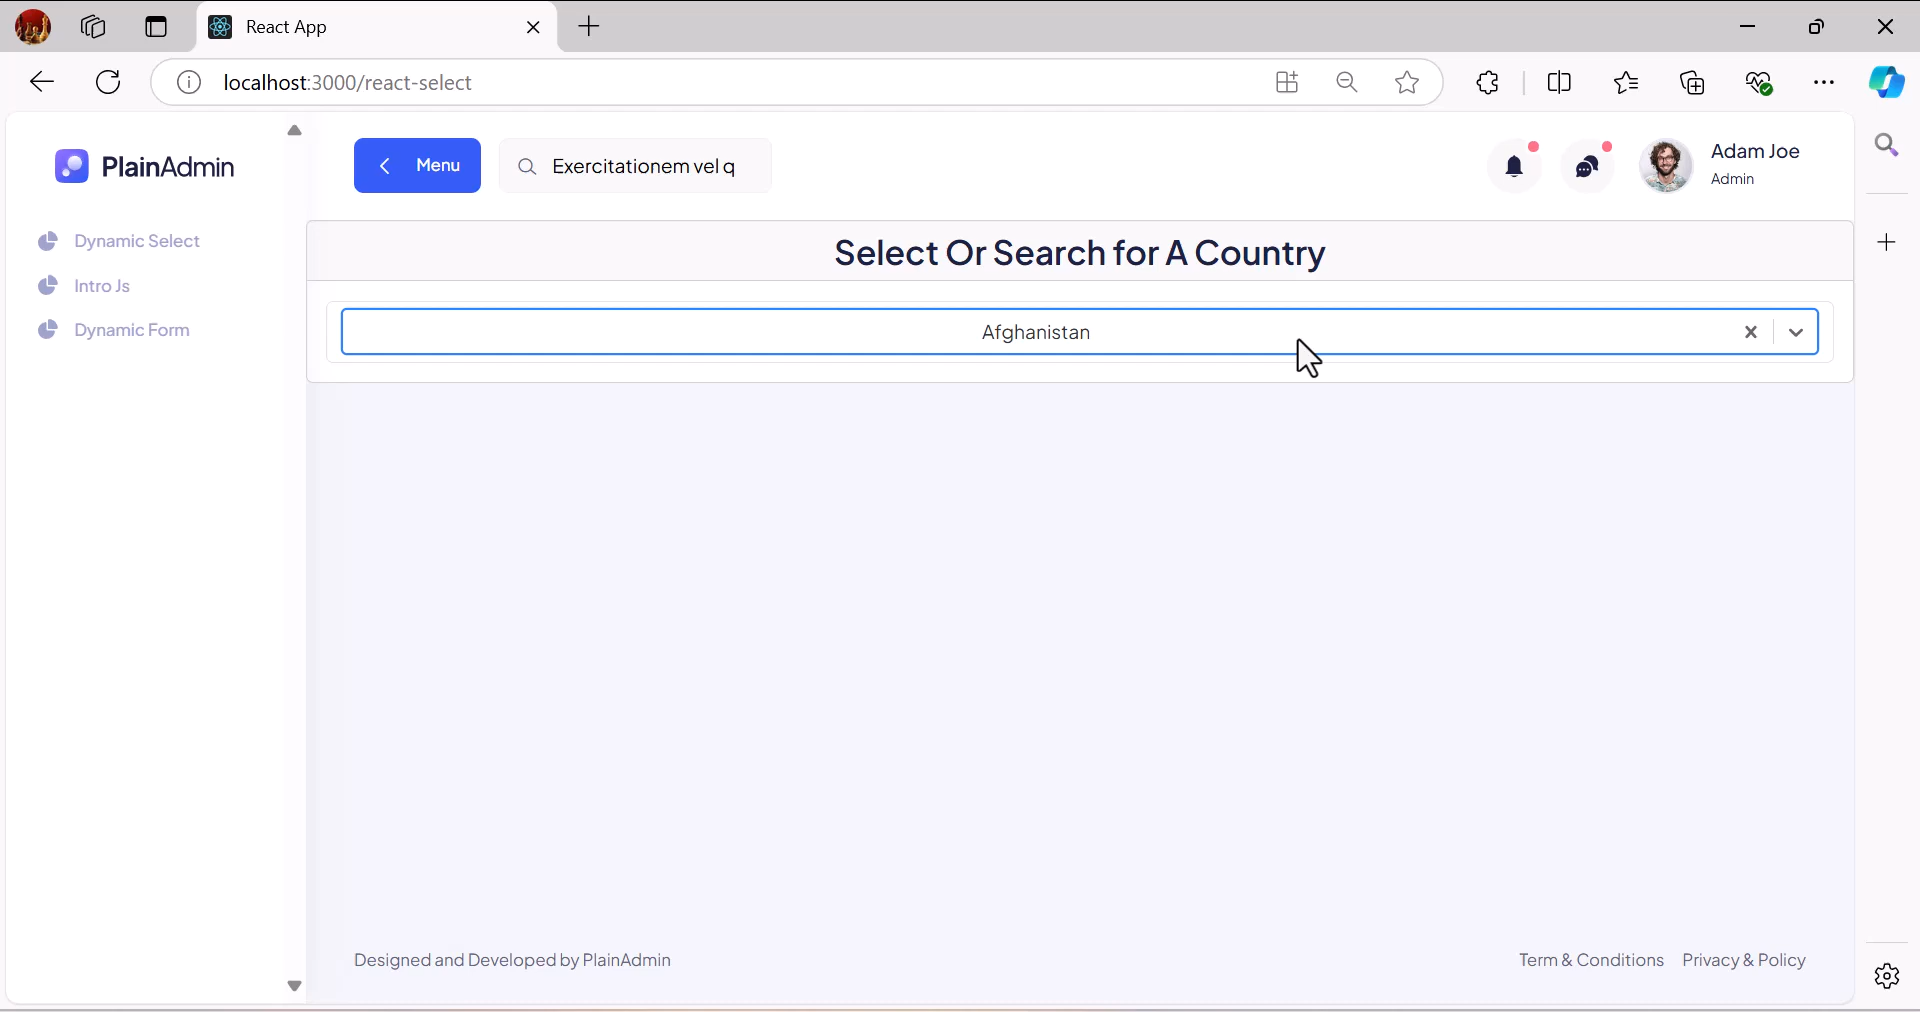 React App
localhost:3000/react-select
PlainAdmin
Menu
Exercitationem vel q
Adam Joe
Admin
Dynamic Select
Intro Js
Dynamic Form
Select Or Search for A Country
Afghanistan
Designed and Developed by PlainAdmin
Term & Conditions Privacy & Policy